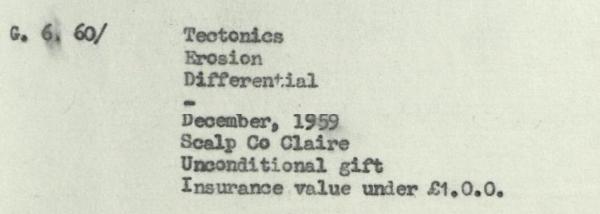 G. 6. 60/ Tectonics
Erosion
Differential
-
December, 1959
Scalp Co Claire
Unconditional gift
Insurance value under £1.0.0.